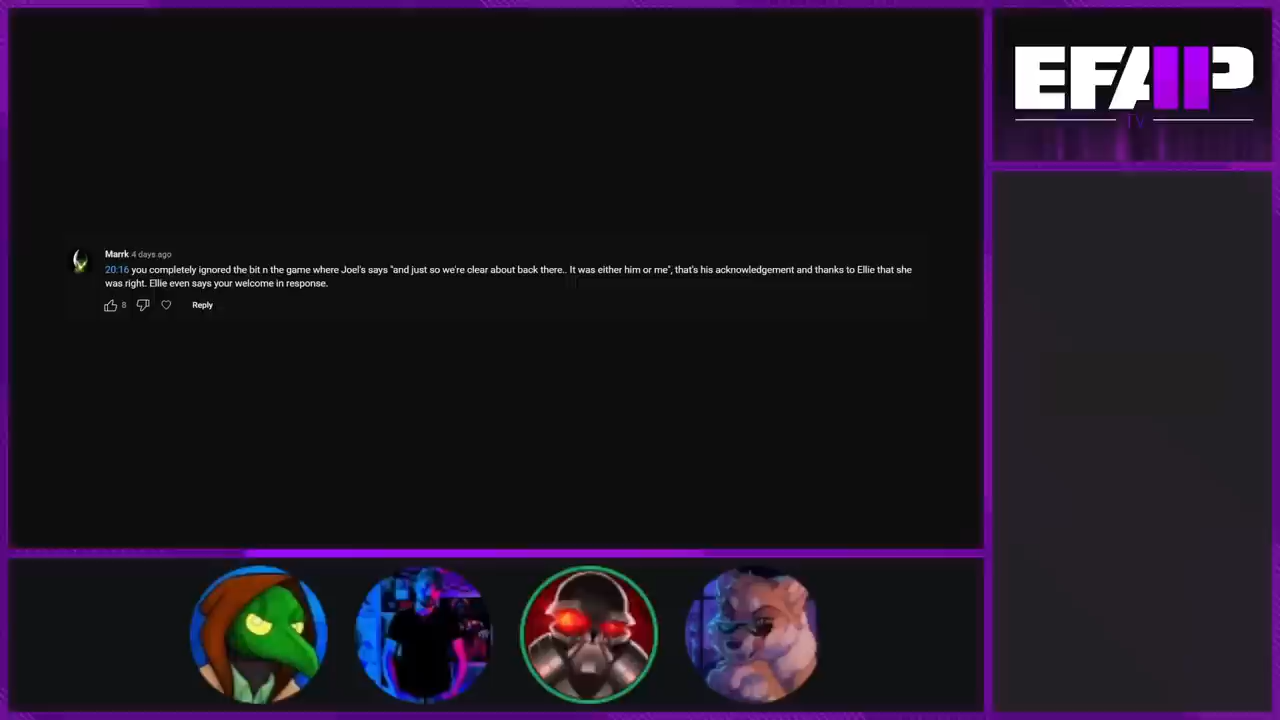 EFAP
TV
Marrk 4 days ago
20:16 you completely ignored the bit n the game where Joel's says "and just so we're clear about back there.. It was either him or me", that's his acknowledgement and thanks to Ellie that she
was right. Ellie even says your welcome in response.
8 Reply